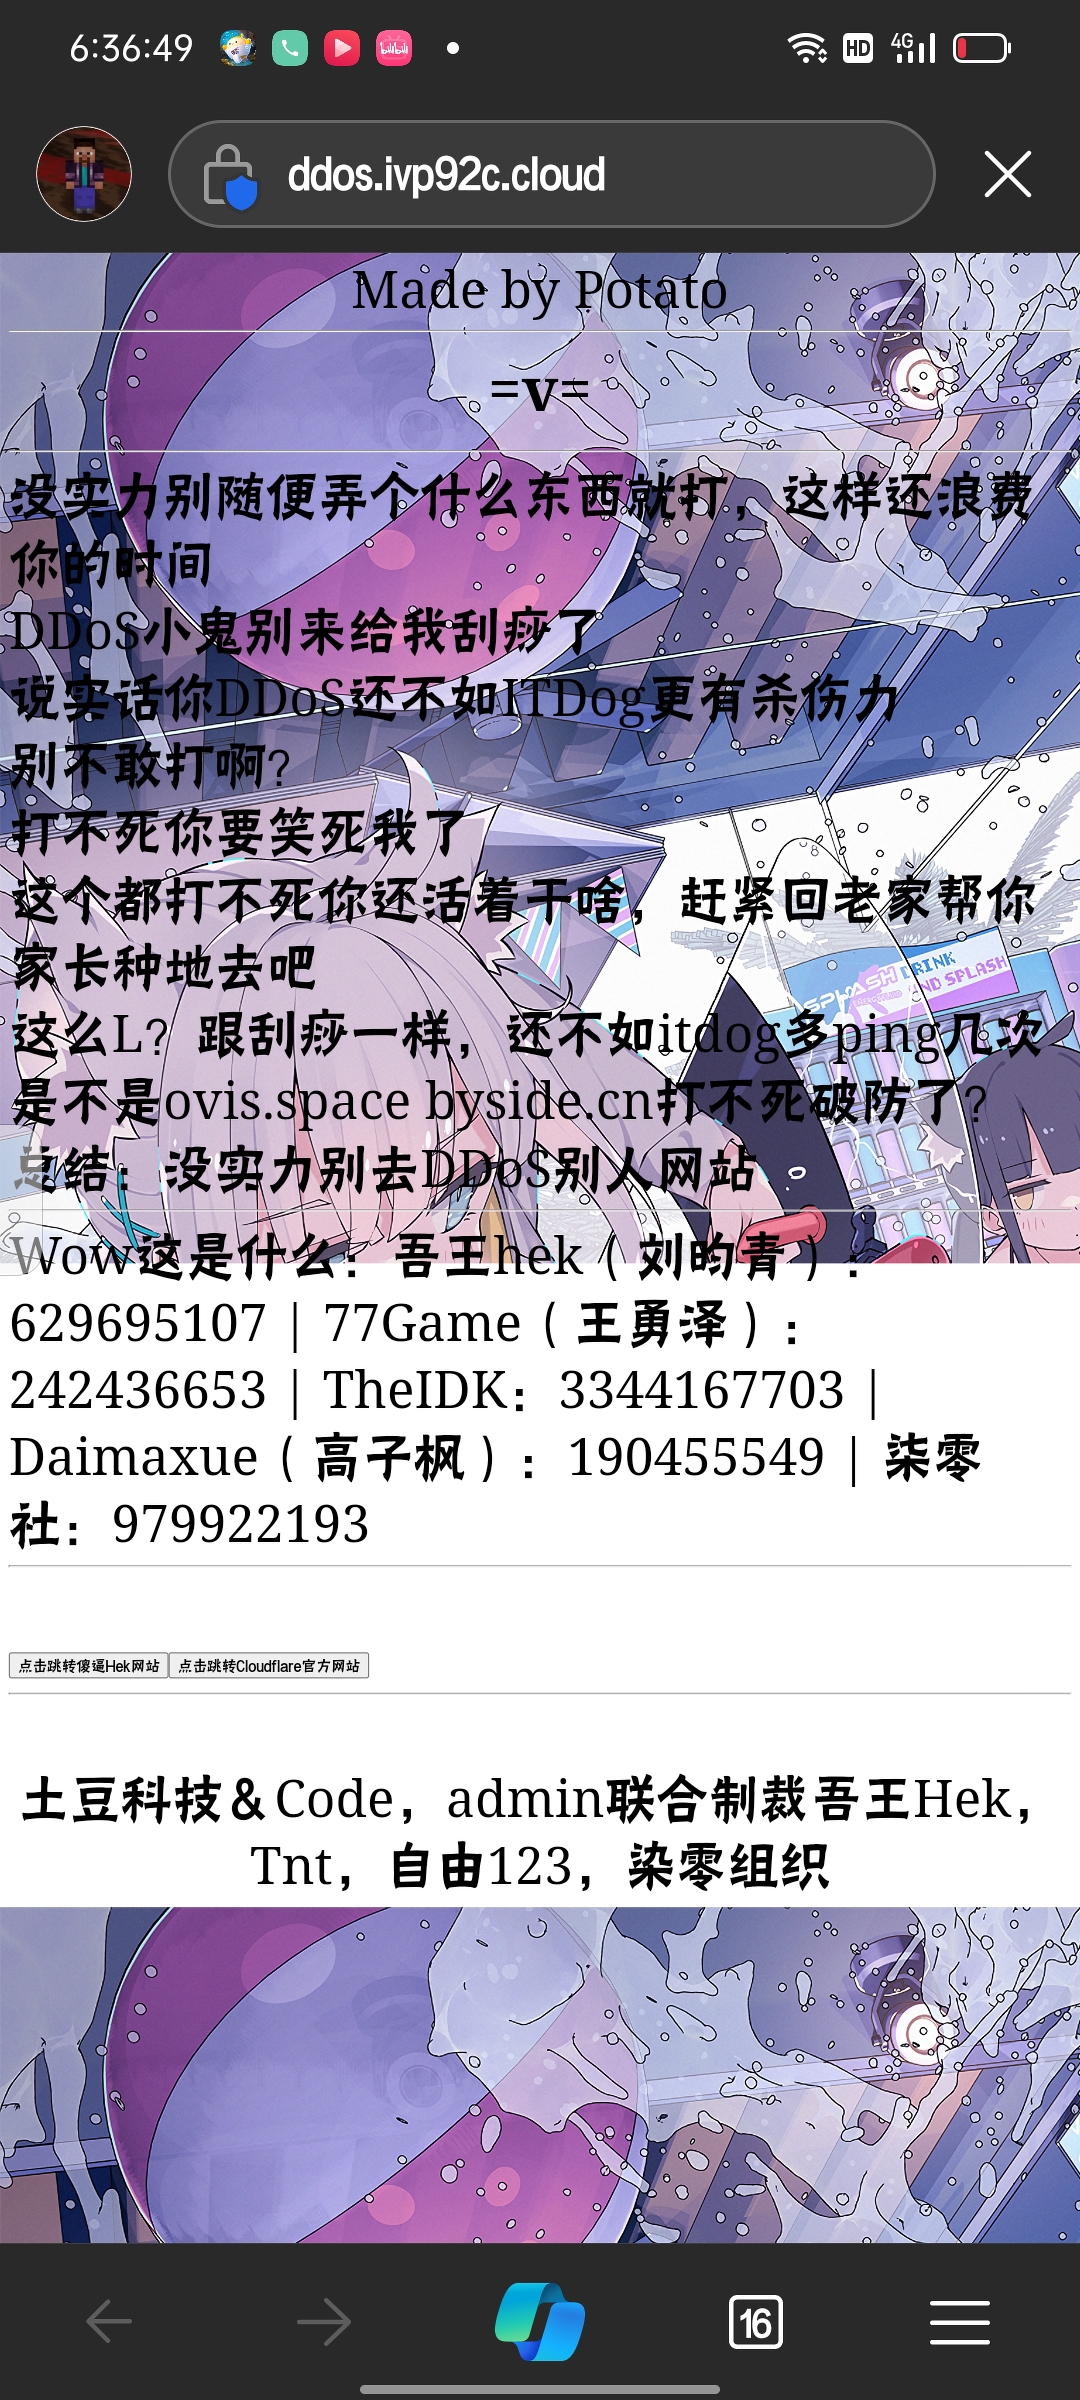 6:36:49
HD
4G
ddos.ivp92c.cloud
Made by Potato
=v=
没实力别随便弄个什么东西就打，这样还浪费
你的时间
DDoS小鬼别来给我刮痧了
说实话你DDoS还不如ITDog更有杀伤力
别不敢打啊?
打不死你要笑死我了
这个都打不死你还活着干啥，赶紧回老家帮你
家长种地去吧
这么L？跟刮痧一样，还不如itdog多ping几次
是不是ovis.space byside.cn打不死破防了?
总结：没实力别去DDoS别人网站
Wow这是什么：吾王hek（刘昀青）：
629695107 | 77Game（王勇泽）：
242436653 | TheIDK：3344167703 |
Daimaxue（高子枫）：190455549 | 柒零
社：979922193
点击跳转傻逼Hek网站
点击跳转Cloudflare官方网站
土豆科技&Code，admin联合制裁吾王Hek，
Tnt，自由123，染零组织
16